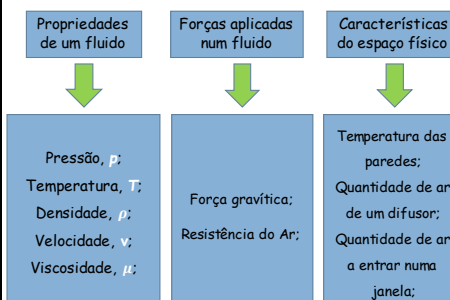 Propriedades
de um fluido
Forças aplicadas
num fluido
Características
do espaço físico
Pressão, p;
Temperatura, T;
Densidade, ρ;
Velocidade, v;
Viscosidade, μ;
Força gravítica;
Resistência do Ar;
Temperatura das
paredes;
Quantidade de ar
de um difusor;
Quantidade de ar
a entrar numa
janela;